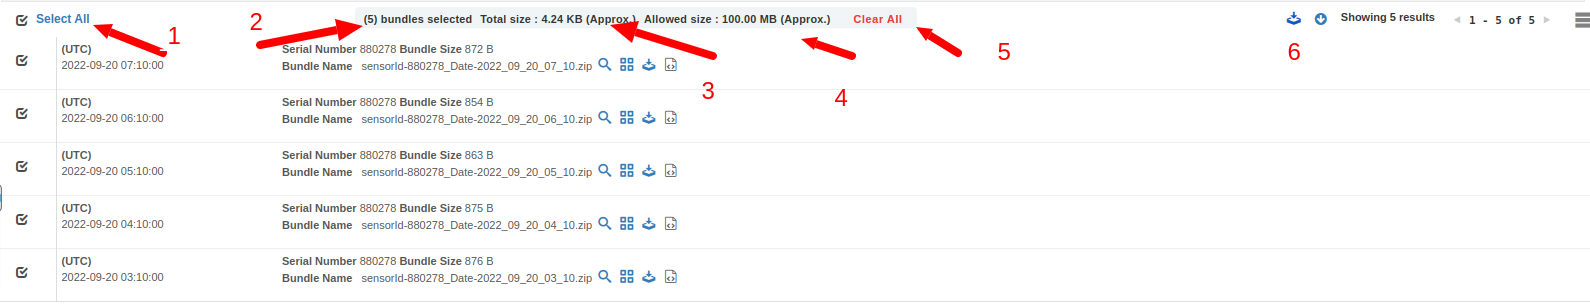 Select All (5) bundles selected Total size : 4.24 KB (Approx.) Allowed size : 100.00 MB (Approx.) Clear All Showing 5 results 1 - 5 of 5
1 2 3 4 5 6
(UTC) Serial Number 880278 Bundle Size 872 B
2022-09-20 07:10:00 Bundle Name sensorId-880278_Date-2022_09_20_07_10.zip
(UTC) Serial Number 880278 Bundle Size 854 B
2022-09-20 06:10:00 Bundle Name sensorId-880278_Date-2022_09_20_06_10.zip
(UTC) Serial Number 880278 Bundle Size 863 B
2022-09-20 05:10:00 Bundle Name sensorId-880278_Date-2022_09_20_05_10.zip
(UTC) Serial Number 880278 Bundle Size 875 B
2022-09-20 04:10:00 Bundle Name sensorId-880278_Date-2022_09_20_04_10.zip
(UTC) Serial Number 880278 Bundle Size 876 B
2022-09-20 03:10:00 Bundle Name sensorId-880278_Date-2022_09_20_03_10.zip